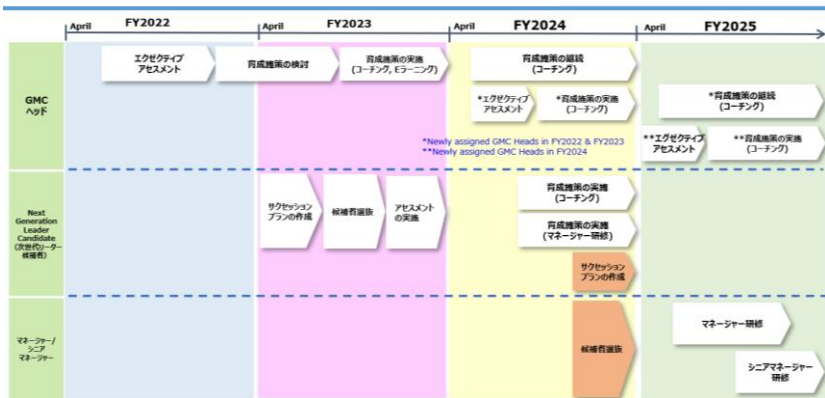 April
FY2022
April
FY2023
April
FY2024
April
FY2025
GMC
ヘッド
エクゼクティブ
アセスメント
育成施策の検討
育成施策の実施
(コーチング, Eラーニング)
育成施策の継続
(コーチング)
*エクゼクティブ
アセスメント
*育成施策の実施
(コーチング)
*育成施策の継続
(コーチング)
*Newly assigned GMC Heads in FY2022 & FY2023
**Newly assigned GMC Heads in FY2024
**エグゼクティブ
アセスメント
**育成施策の実施
(コーチング)
Next
Generation
Leader
Candidate
(次世代リーダー
候補者)
サクセッション
プランの作成
候補者選抜
アセスメント
の実施
育成施策の実施
(コーチング)
育成施策の実施
(マネージャー研修)
サクセッション
プランの作成
マネージャー/
シニア
マネージャー
候補者選抜
マネージャー研修
シニアマネージャー
研修